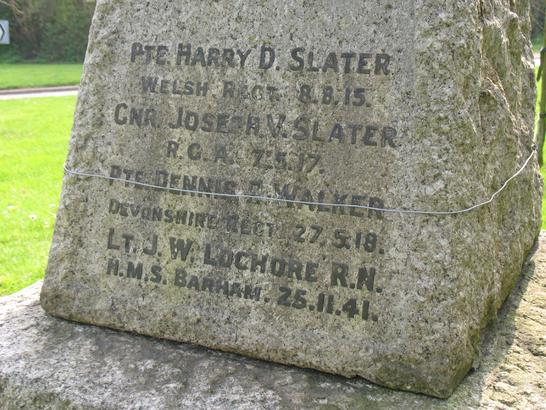 PTE HARRY D. SLATER
WELSH REGT. 8.8.15.
GNR. JOSEPH V. SLATER
R.G.A. 7.5.17.
PTE DENNIS G. WALKER
DEVONSHIRE REGT. 27.5.18.
LT. J. W. LOCHORE R.N.
H.M.S. BARHAM. 25.11.41.